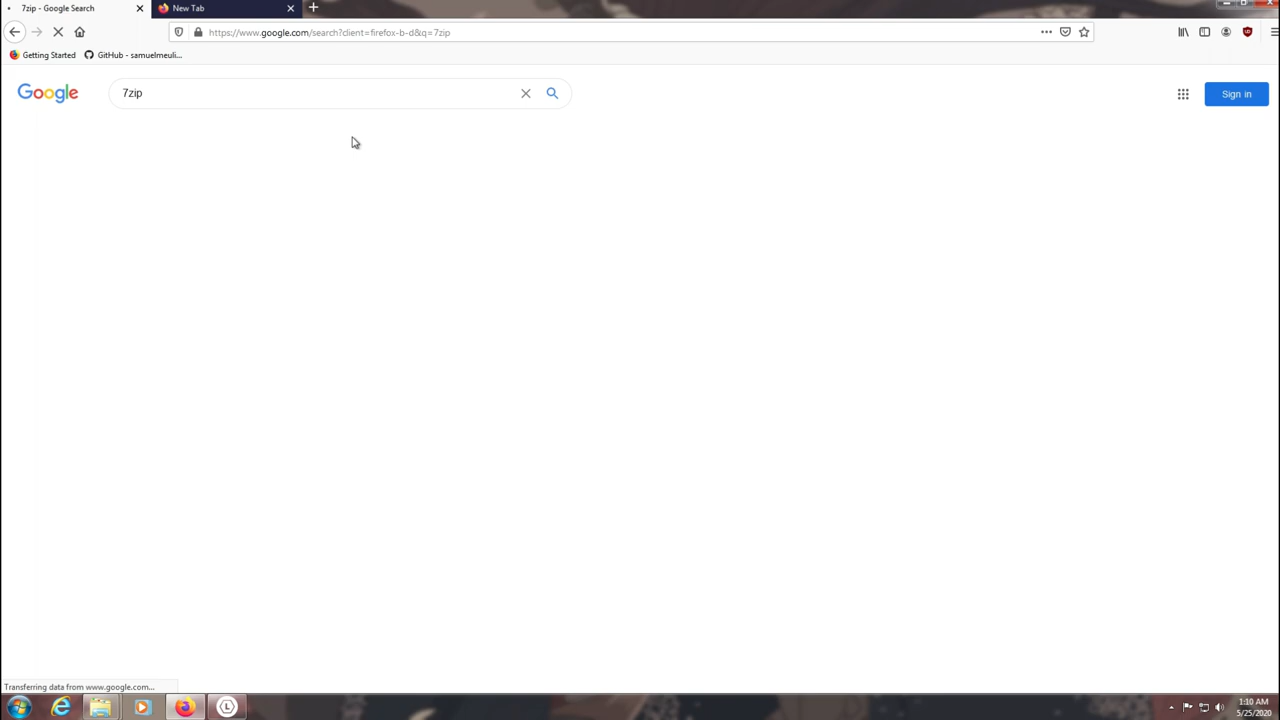 7zip - Google Search
New Tab
https://www.google.com/search?client=firefox-b-d&q=7zip
Getting Started
GitHub - samuelmeuli...
Google
7zip
Sign in
Transferring data from www.google.com...
1:10 AM
5/25/2020